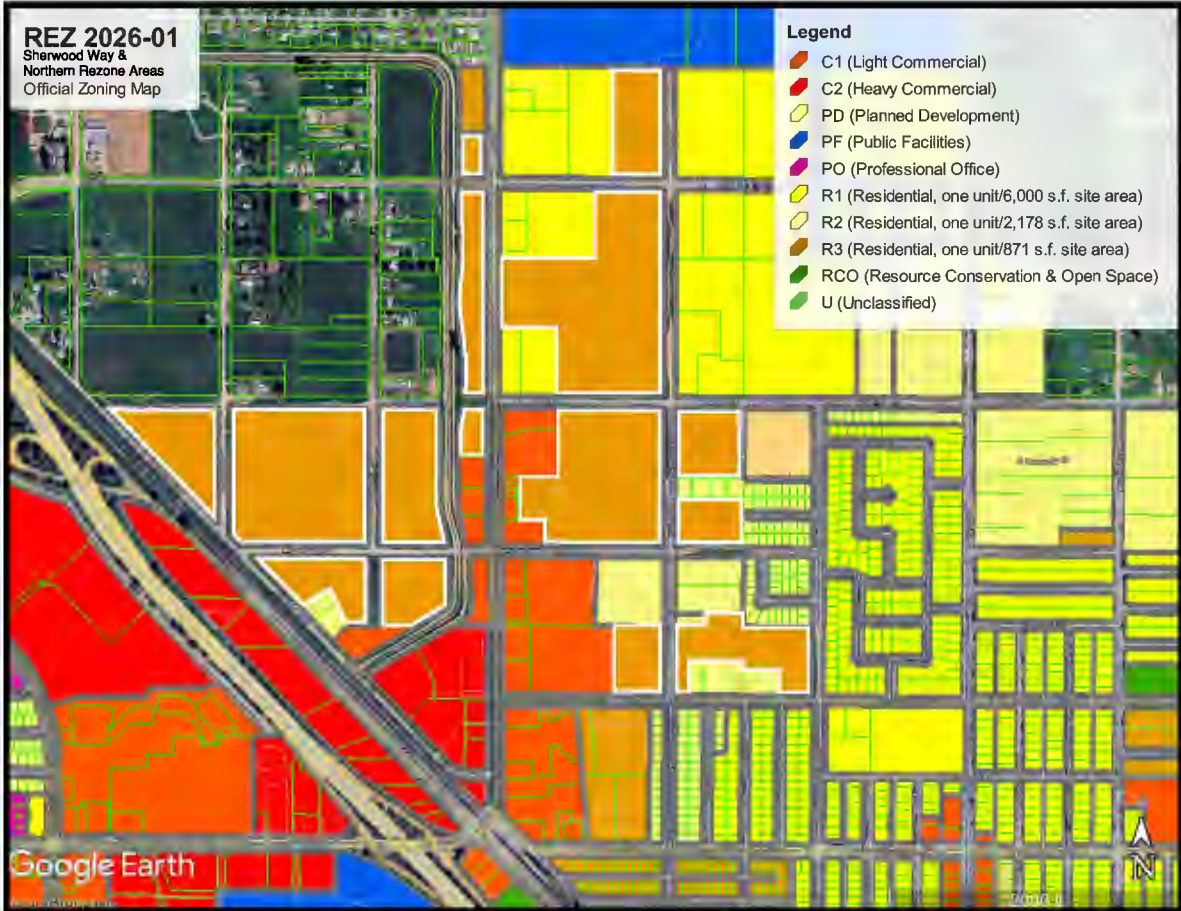 REZ 2026-01
Sherwood Way &
Northern Rezone Areas
Official Zoning Map
Legend
C1 (Light Commercial)
C2 (Heavy Commercial)
PD (Planned Development)
PF (Public Facilities)
PO (Professional Office)
R1 (Residential, one unit/6,000 s.f. site area)
R2 (Residential, one unit/2,178 s.f. site area)
R3 (Residential, one unit/871 s.f. site area)
RCO (Resource Conservation & Open Space)
U (Unclassified)
Google Earth
N